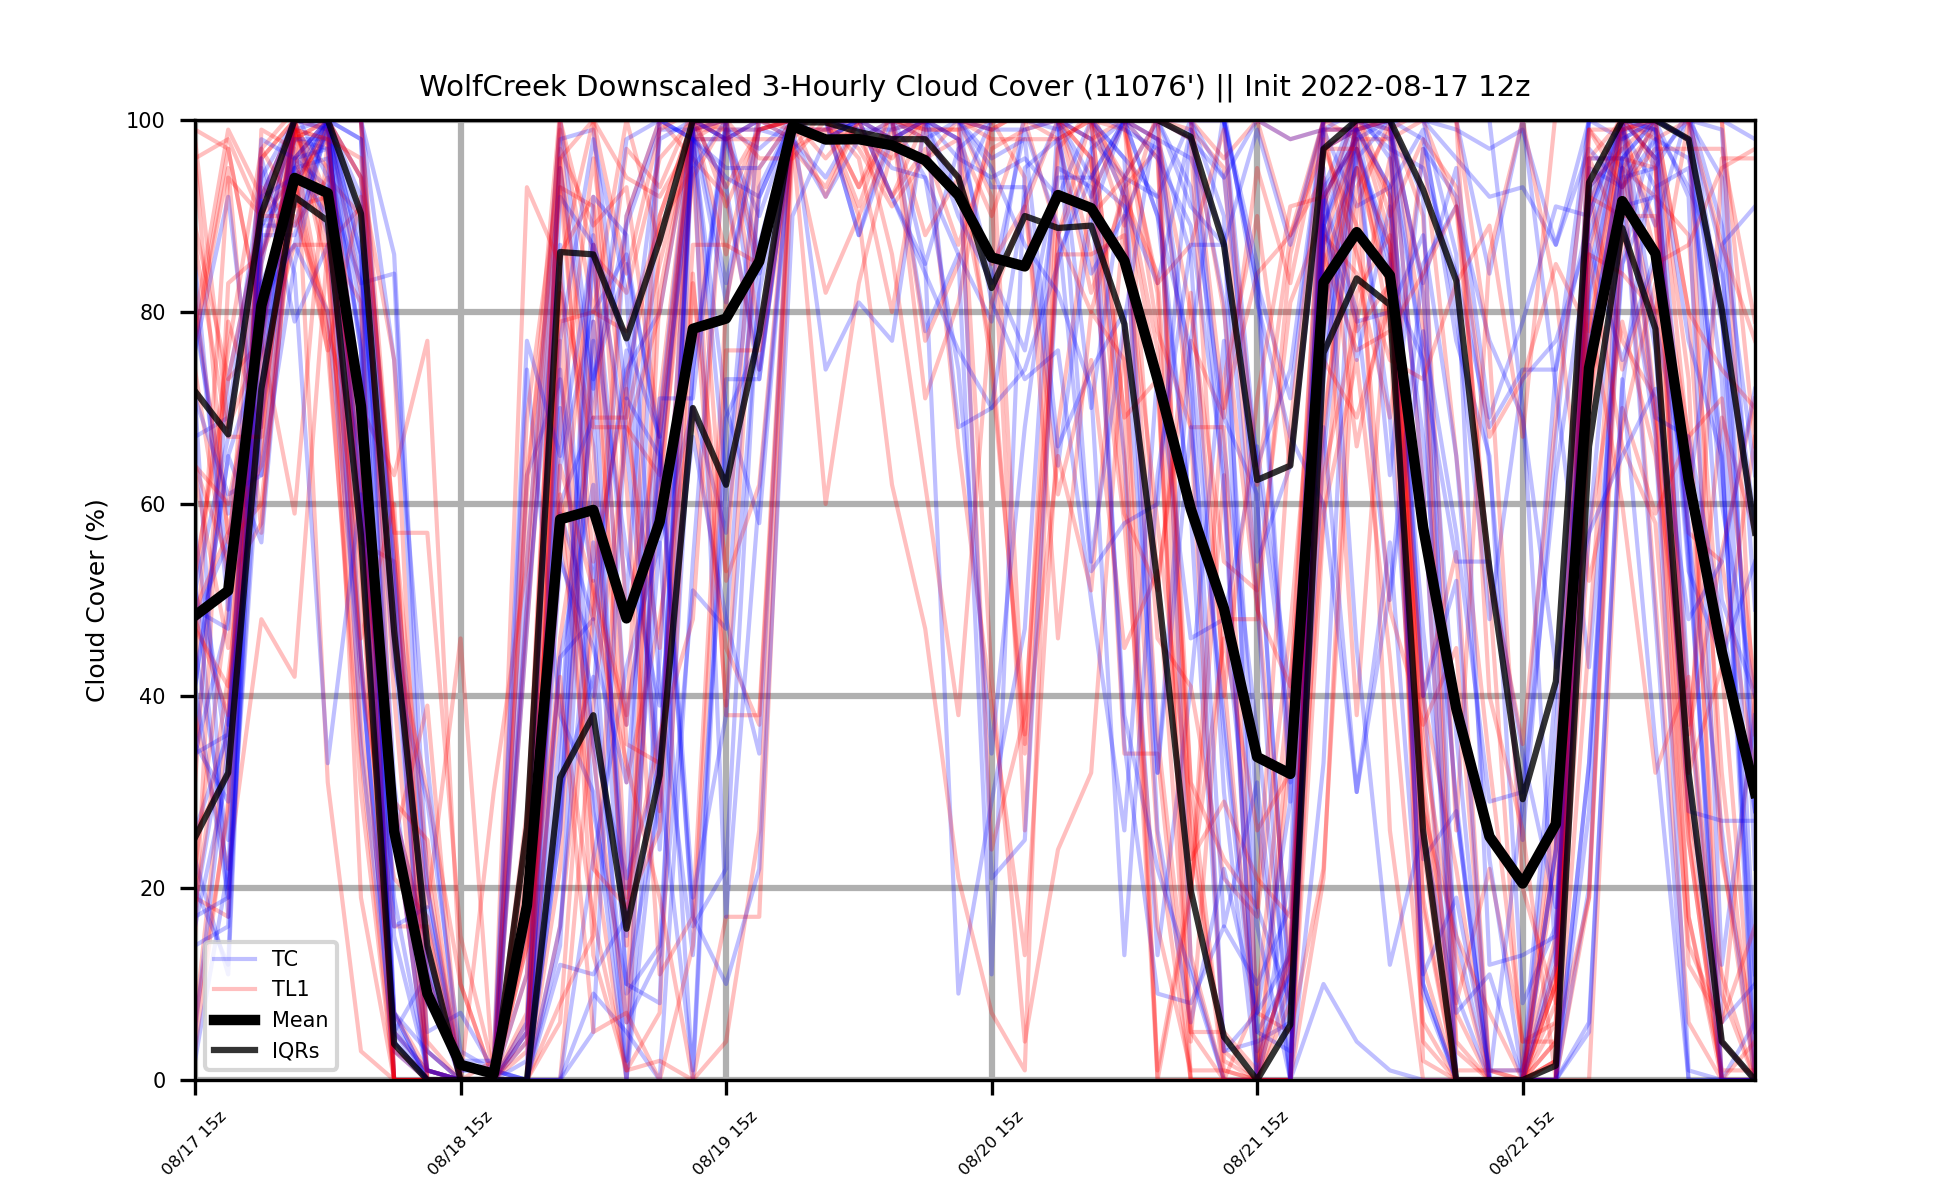 WolfCreek Downscaled 3-Hourly Cloud Cover (11076') || Init 2022-08-17 12z
Cloud Cover (%)
100
80
60
40
20
0
TC
TL1
Mean
IQRs
08/17 15z
08/18 15z
08/19 15z
08/20 15z
08/21 15z
08/22 15z